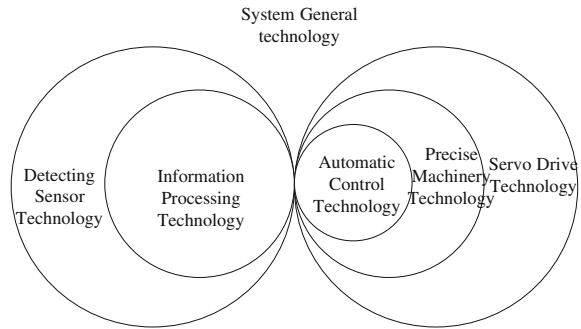 System General
technology
Detecting
Sensor
Technology
Information
Processing
Technology
Automatic
Control
Technology
Precise
Machinery
Technology
Servo Drive
Technology